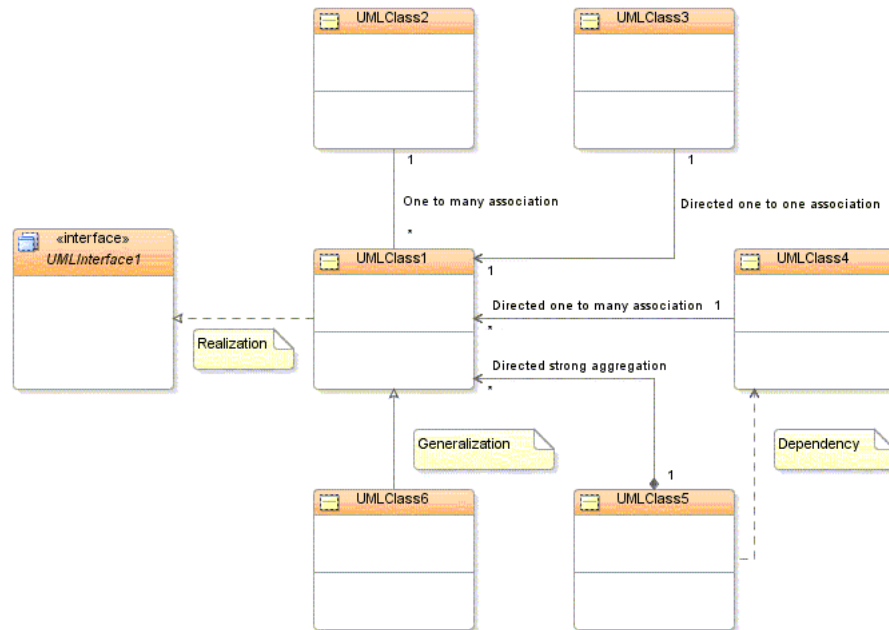 UMLClass2
UMLClass3
1
1
One to many association
Directed one to one association
*
«interface»
UMLInterface1
UMLClass1
UMLClass4
1
Directed one to many association 1
*
Realization
Directed strong aggregation
*
Generalization
Dependency
1
UMLClass6
UMLClass5